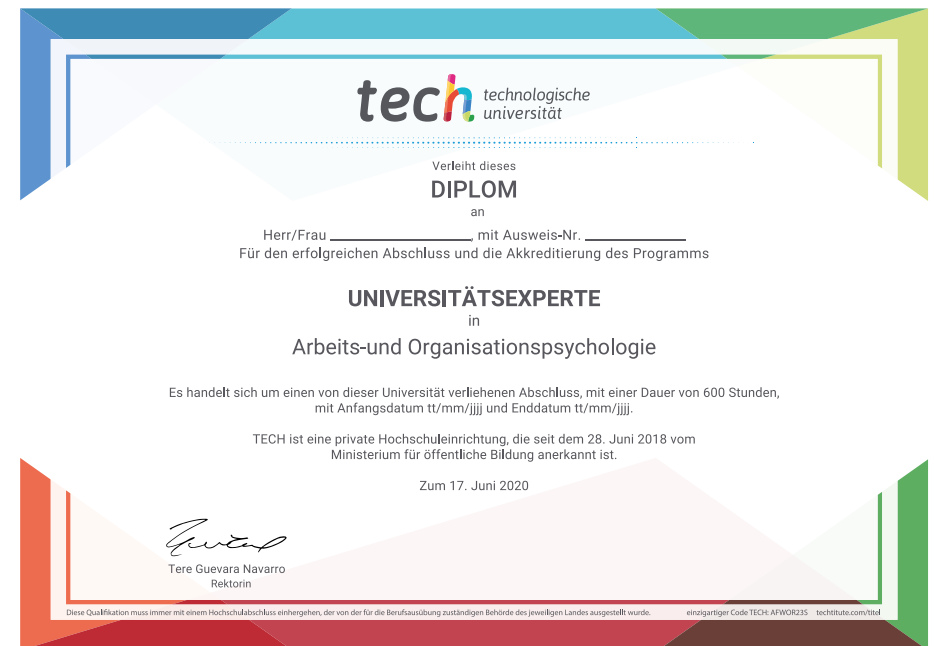 tech technologische
universität
Verleiht dieses
DIPLOM
an
Herr/Frau ____________________, mit Ausweis-Nr. ______________
Für den erfolgreichen Abschluss und die Akkreditierung des Programms
UNIVERSITÄTSEXPERTE
in
Arbeits-und Organisationspsychologie
Es handelt sich um einen von dieser Universität verliehenen Abschluss, mit einer Dauer von 600 Stunden,
mit Anfangsdatum tt/mm/jjjj und Enddatum tt/mm/jjjj.
TECH ist eine private Hochschuleinrichtung, die seit dem 28. Juni 2018 vom
Ministerium für öffentliche Bildung anerkannt ist.
Zum 17. Juni 2020
Tere Guevara Navarro
Rektorin
Diese Qualifikation muss immer mit einem Hochschulabschluss einhergehen, der von der für die Berufsausübung zuständigen Behörde des jeweiligen Landes ausgestellt wurde. einzigartiger Code TECH: AFWOR23S techtitute.com/titel